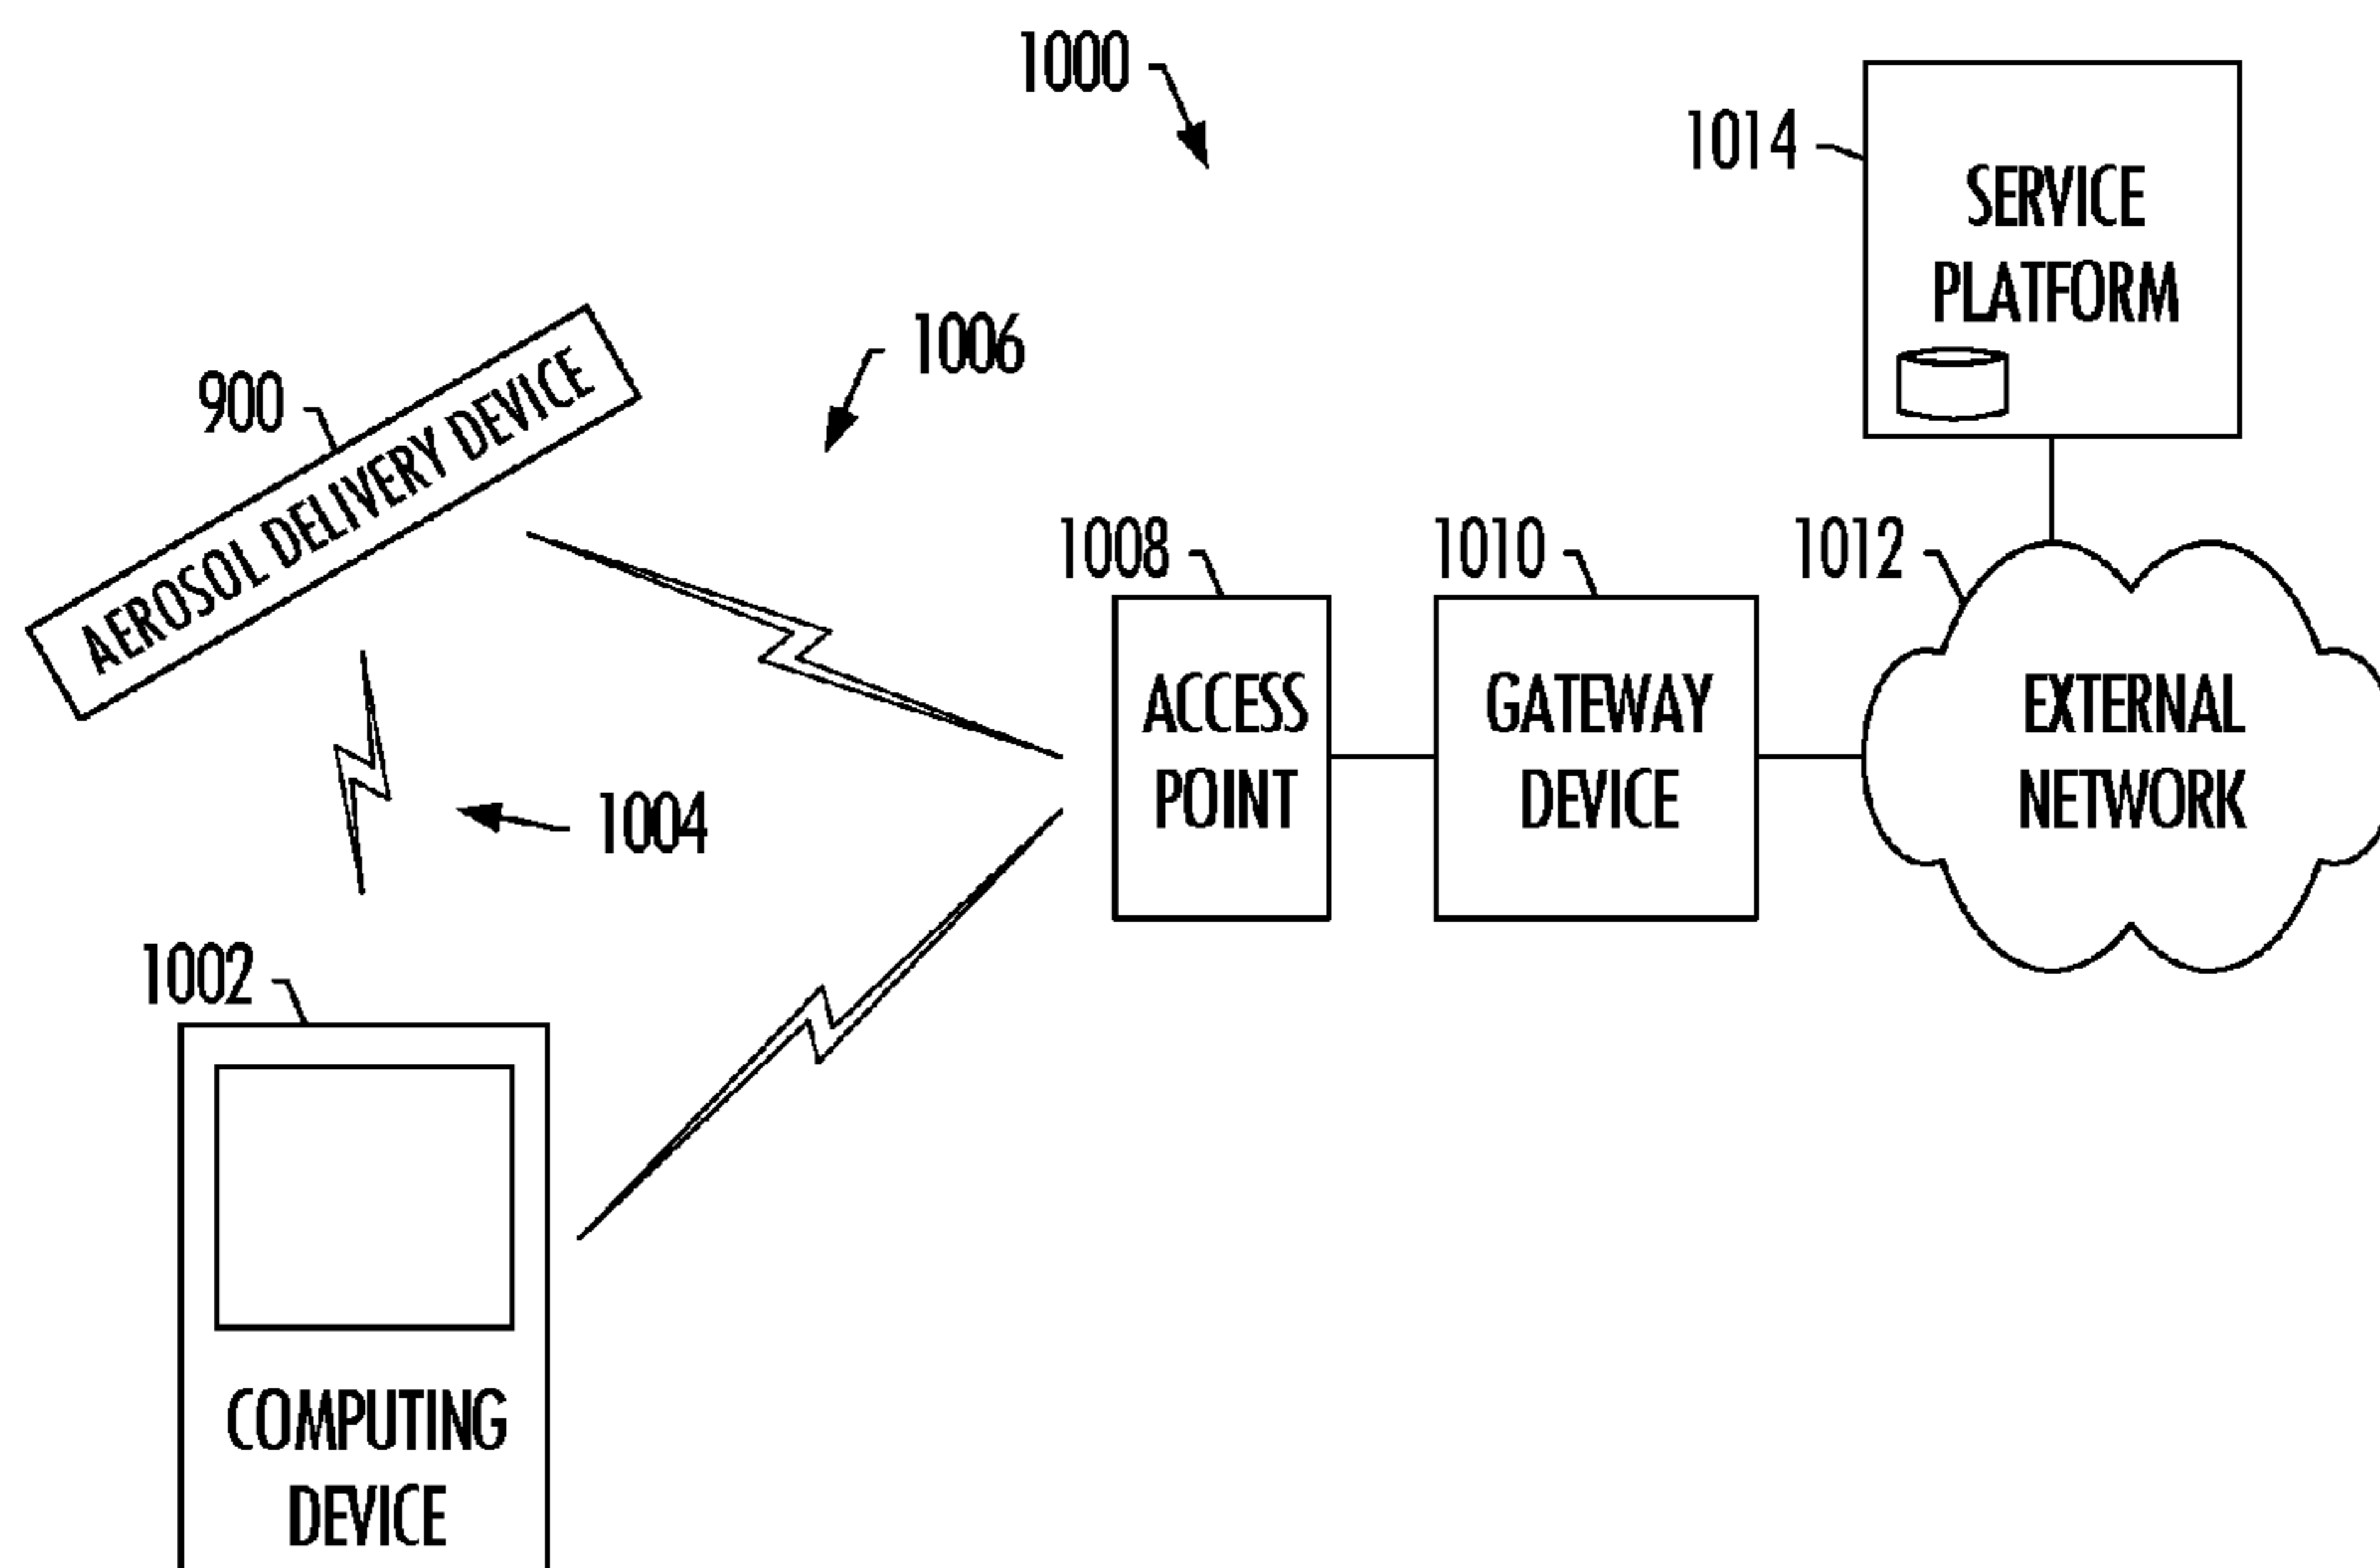 1000
1014
SERVICE
PLATFORM
1006
900
AEROSOL DELIVERY DEVICE
1008
1010
1012
ACCESS
POINT
GATEWAY
DEVICE
EXTERNAL
NETWORK
1004
1002
COMPUTING
DEVICE